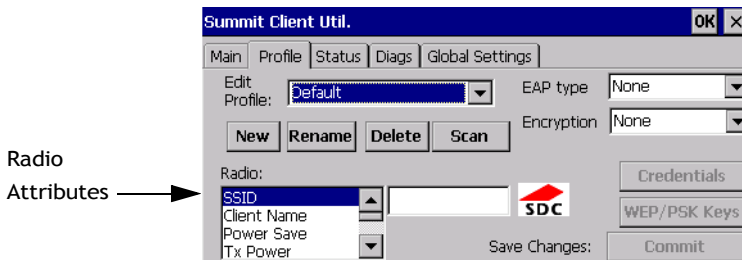 Summit Client Util.
OK ×
Main Profile Status Diags Global Settings
Edit Profile: Default
EAP type None
Encryption None
New Rename Delete Scan
Radio Attributes
Radio:
SSID
Client Name
Power Save
Tx Power
SDC
Credentials
WEP/PSK Keys
Save Changes: Commit